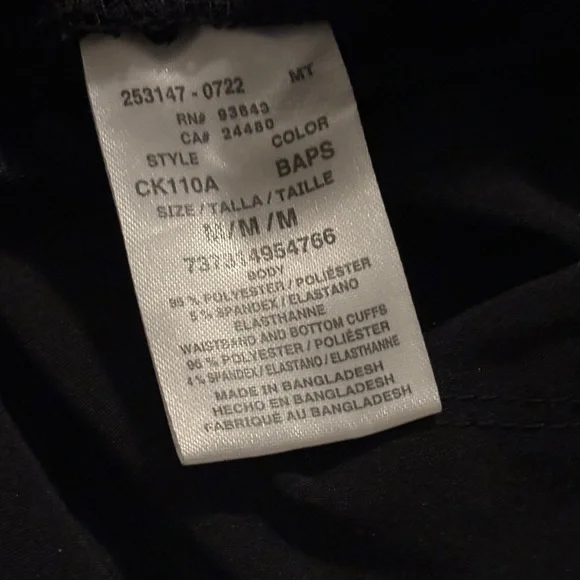 253147 - 0722 MT
RN# 93649
CA# 24480
STYLE COLOR
CK110A BAPS
SIZE / TALLA / TAILLE
M/M/M
737314954766
BODY
95 % POLYESTER / POLIÉSTER
5 % SPANDEX / ELASTANO
ELASTHANNE
WAISTBAND AND BOTTOM CUFFS
96 % POLYESTER / POLIÉSTER
4 % SPANDEX / ELASTANO / ELASTHANNE
MADE IN BANGLADESH
HECHO EN BANGLADESH
FABRIQUÉ AU BANGLADESH